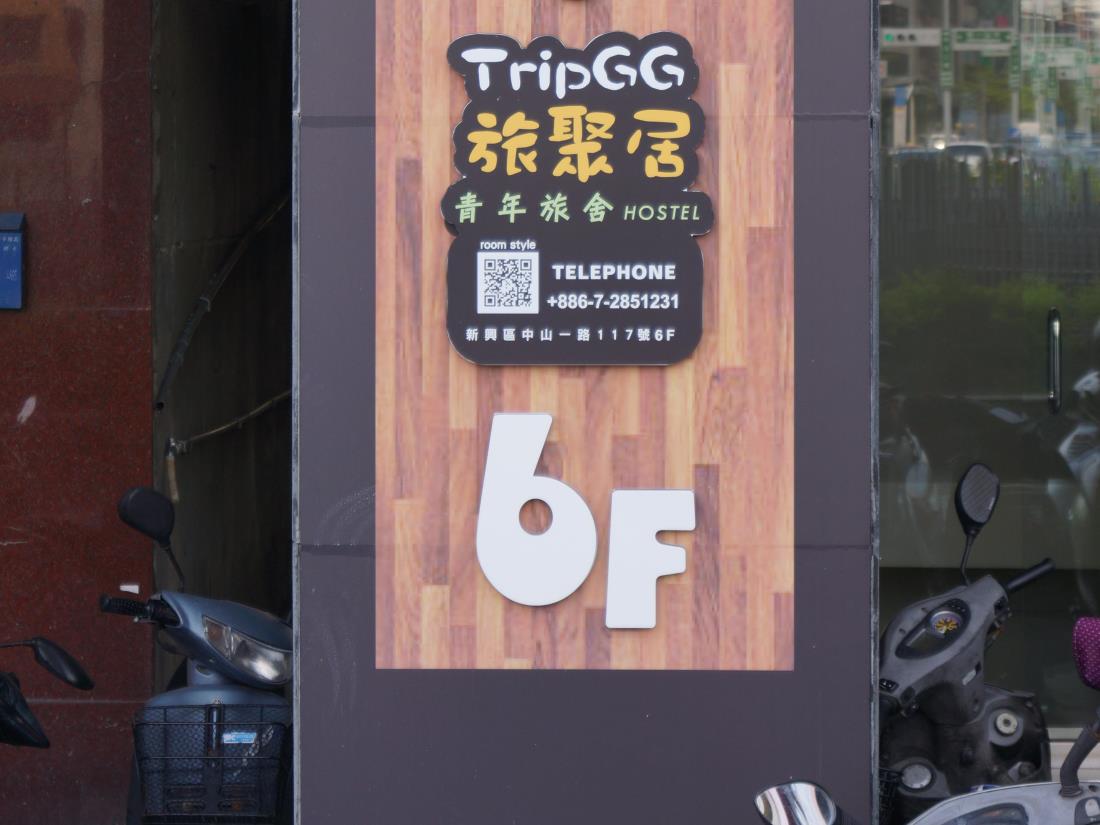 TripGG
旅聚居
青年旅舍 HOSTEL
room style
TELEPHONE
+886-7-2851231
新興區中山一路117號6F
6F